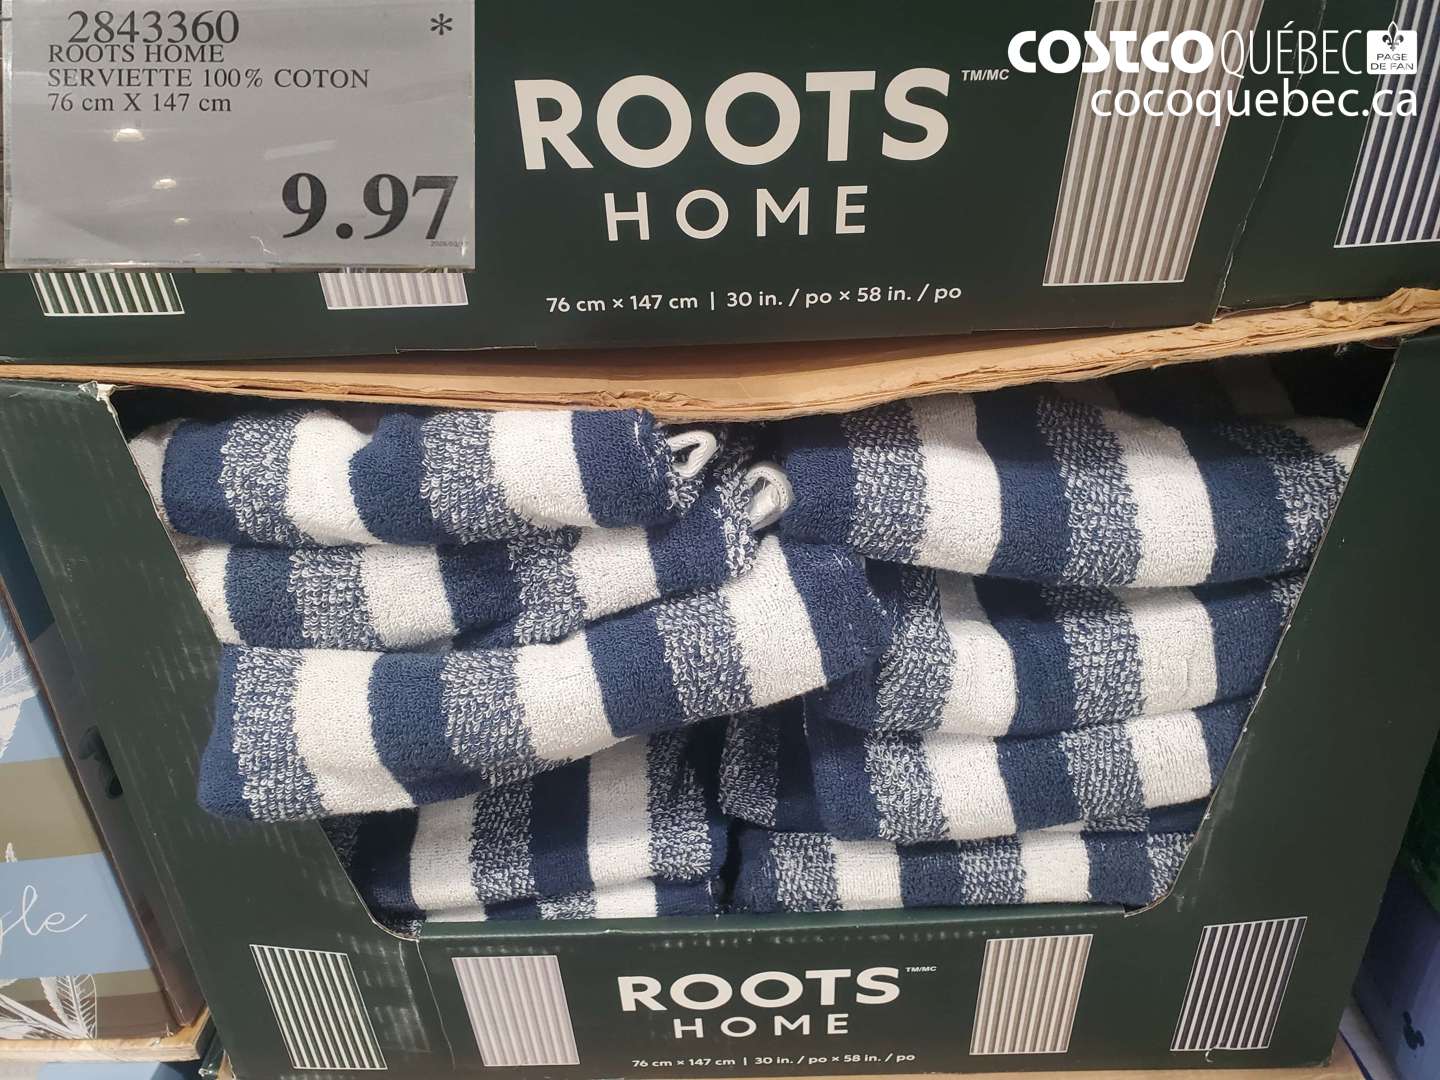 2843360 *
ROOTS HOME
SERVIETTE 100% COTON
76 cm X 147 cm
9.97
COSTCO QUÉBEC
PAGE
DE FAN
cocoquebec.ca
ROOTS TM/MC
HOME
76 cm × 147 cm | 30 in. / po × 58 in. / po
ROOTS TM/MC
HOME
76 cm × 147 cm | 30 in. / po × 58 in. / po